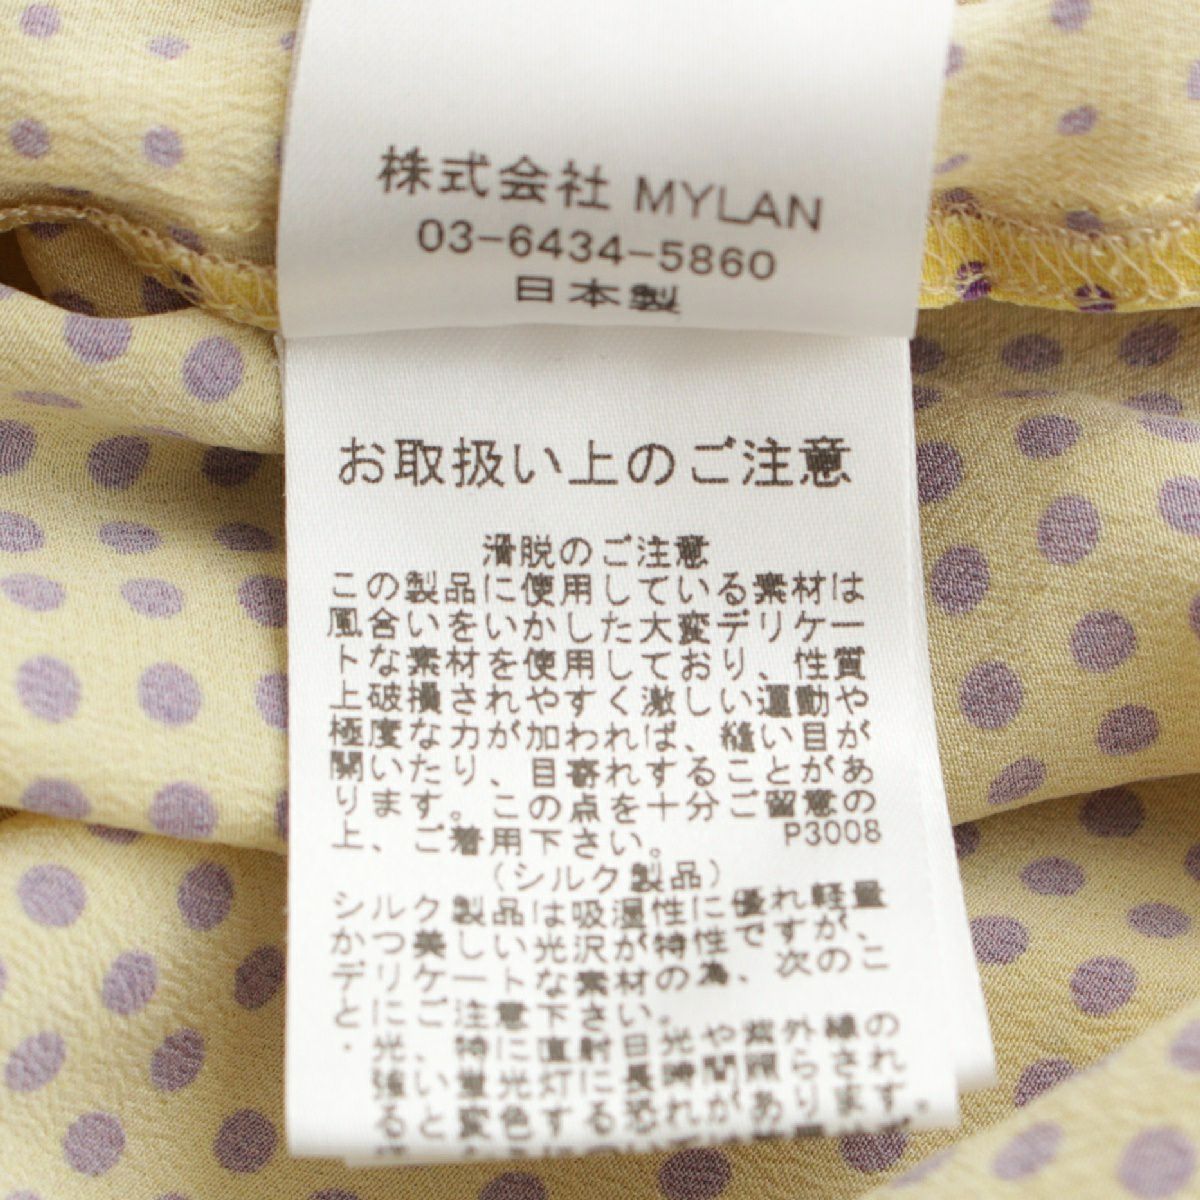 株式会社 MYLAN
03-6434-5860
日本製
お取扱い上のご注意
滑脱のご注意
この製品に使用している素材は
風合いをいかした大変デリケー
トな素材を使用しており、性質
上破損されやすく激しい運動や
極度な力が加われば、縫い目が
開いたり、目寄れすることがあ
ります。この点を十分ご留意の
上、ご着用下さい。 P3008
(シルク製品)
シルク製品は吸湿性に優れ軽量
かつ美しい光沢が特性ですが、
デリケートな素材の為、次のこ
とにご注意下さい。
・光、特に直射日光や紫外線の
強い蛍光灯に長時間照らされ
ると変色する恐れがあります。